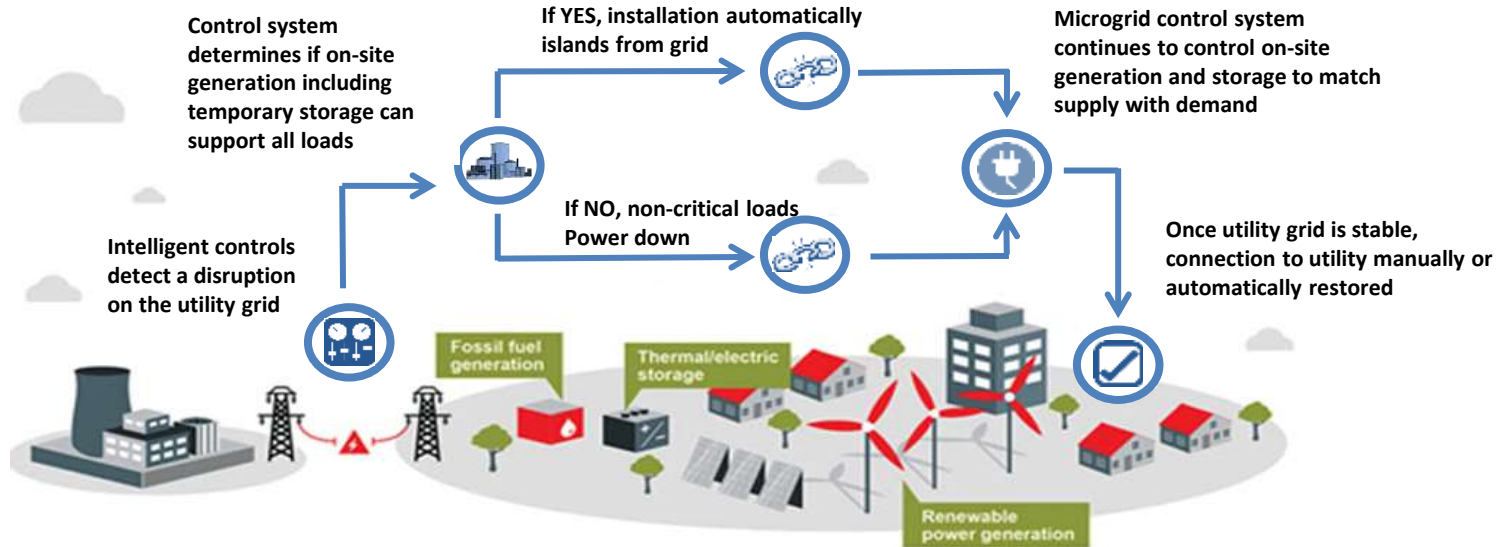 Control system
determines if on-site
generation including
temporary storage can
support all loads
If YES, installation automatically
islands from grid
Microgrid control system
continues to control on-site
generation and storage to match
supply with demand
Intelligent controls
detect a disruption
on the utility grid
If NO, non-critical loads
Power down
Once utility grid is stable,
connection to utility manually or
automatically restored
Fossil fuel
generation
Thermal/electric
storage
Renewable
power generation